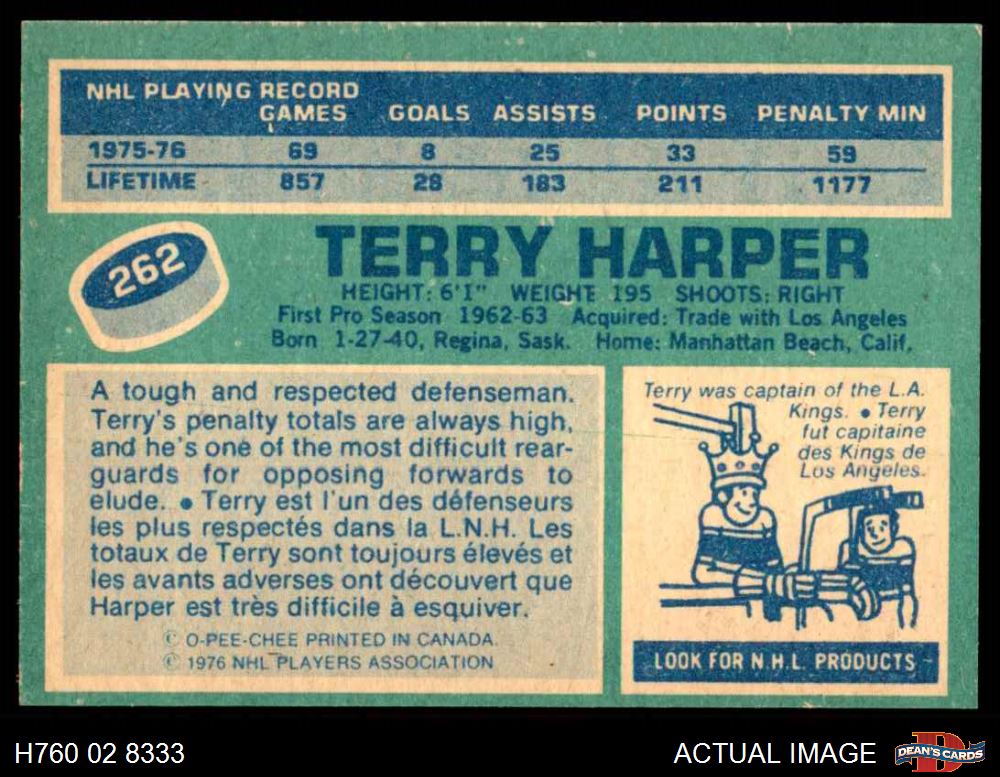 NHL PLAYING RECORD
GAMES GOALS ASSISTS POINTS PENALTY MIN
1975-76 69 8 25 33 59
LIFETIME 857 28 183 211 1177
262
TERRY HARPER
HEIGHT: 6'1" WEIGHT 195 SHOOTS: RIGHT
First Pro Season 1962-63 Acquired: Trade with Los Angeles
Born 1-27-40, Regina, Sask. Home: Manhattan Beach, Calif.
A tough and respected defenseman.
Terry's penalty totals are always high,
and he's one of the most difficult rear-
guards for opposing forwards to
elude. • Terry est l'un des défenseurs
les plus respectés dans la L.N.H. Les
totaux de Terry sont toujours élevés et
les avants adverses ont découvert que
Harper est très difficile à esquiver.
© O-PEE-CHEE PRINTED IN CANADA.
© 1976 NHL PLAYERS ASSOCIATION
Terry was captain of the L.A.
Kings. • Terry
fut capitaine
des Kings de
Los Angeles.
LOOK FOR N.H.L. PRODUCTS
H760 02 8333
ACTUAL IMAGE
D
DEAN'S CARDS